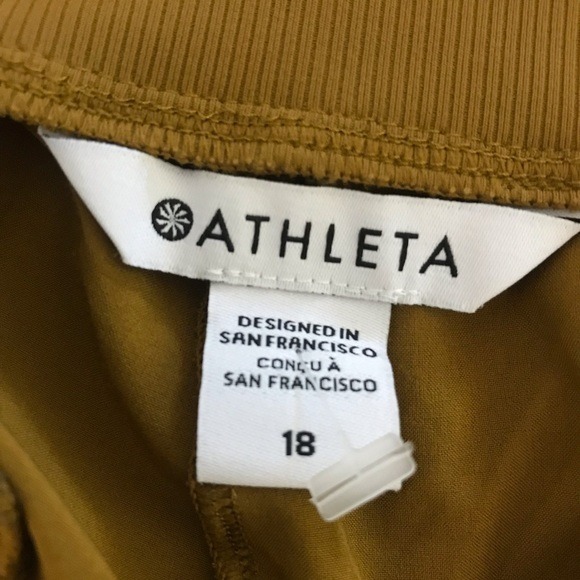 ATHLETA
DESIGNED IN
SAN FRANCISCO
CONÇU À
SAN FRANCISCO
18